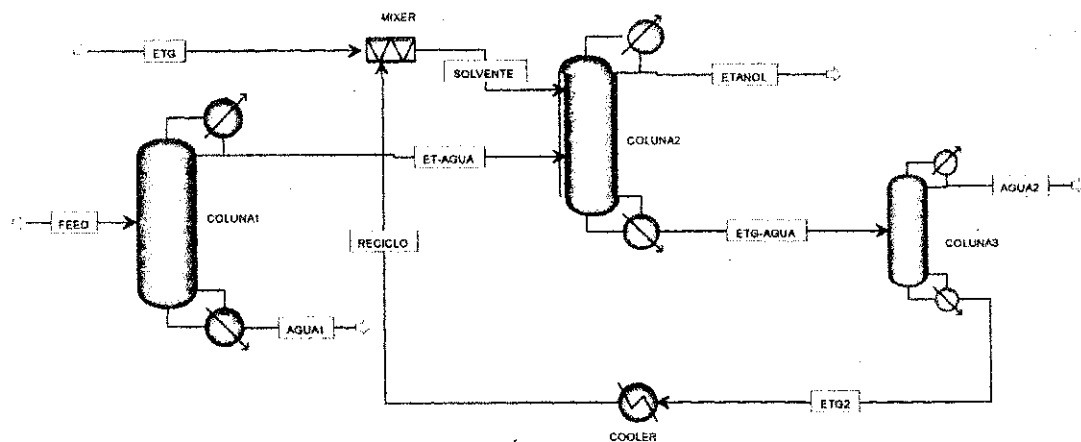 MIXER
ETG
SOLVENTE
ETANOL
COLUNA2
ET-AGUA
AGUA2
FEED
COLUNA1
RECICLO
ETG-AGUA
COLUNA3
AGUA1
ETG2
COOLER